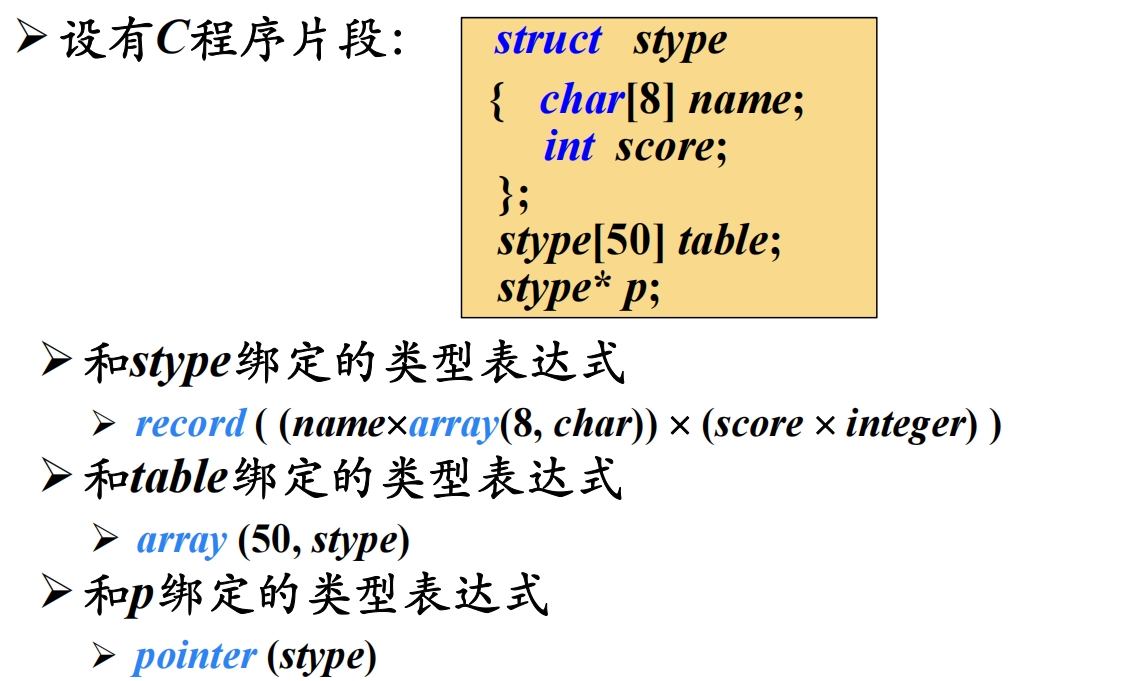 ➢ 设有C程序片段:
struct stype
{ char[8] name;
int score;
};
stype[50] table;
stype* p;
➢ 和stype绑定的类型表达式
➢ record ( (name×array(8, char)) × (score × integer) )
➢ 和table绑定的类型表达式
➢ array (50, stype)
➢ 和p绑定的类型表达式
➢ pointer (stype)